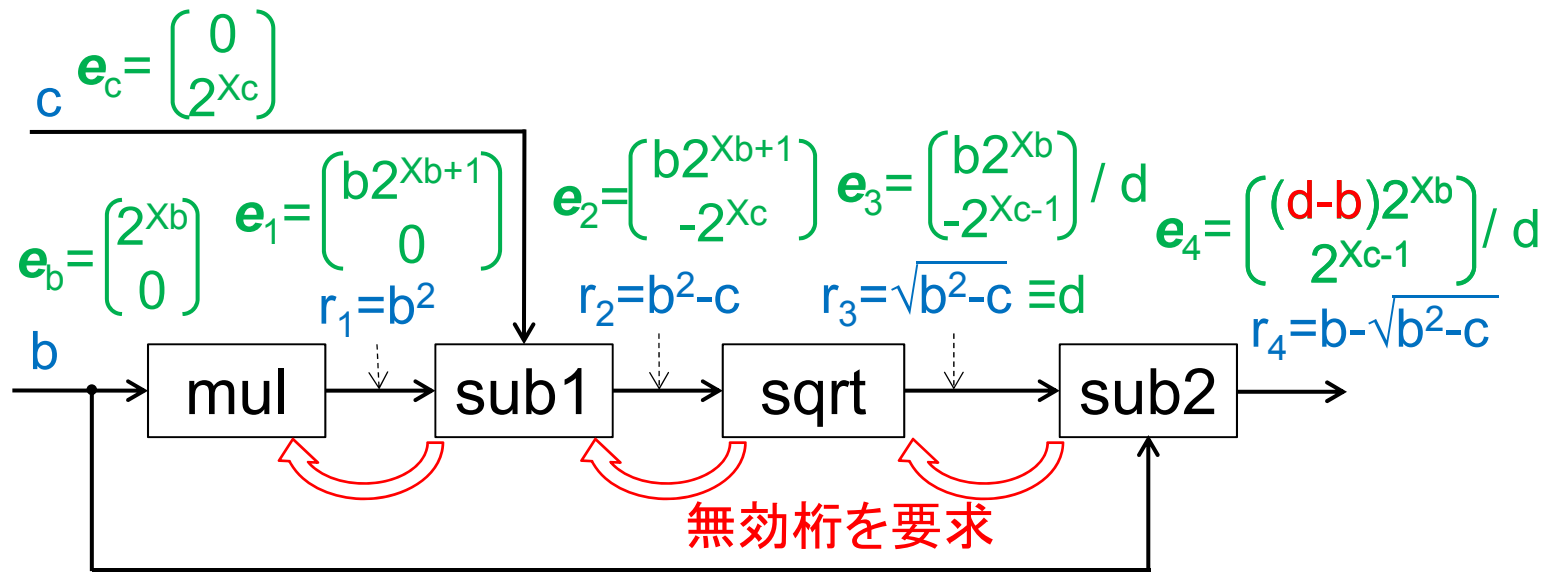 e_c = (0, 2^{Xc})
c
e_b = (2^{Xb}, 0)
e_1 = (b2^{Xb+1}, 0)
e_2 = (b2^{Xb+1}, -2^{Xc})
e_3 = (b2^{Xb}, -2^{Xc-1}) / d
e_4 = ((d-b)2^{Xb}, 2^{Xc-1}) / d
r_1=b^2
r_2=b^2-c
r_3=√(b^2-c) ≡d
r_4=b-√(b^2-c)
b
mul
sub1
sqrt
sub2
無効桁を要求